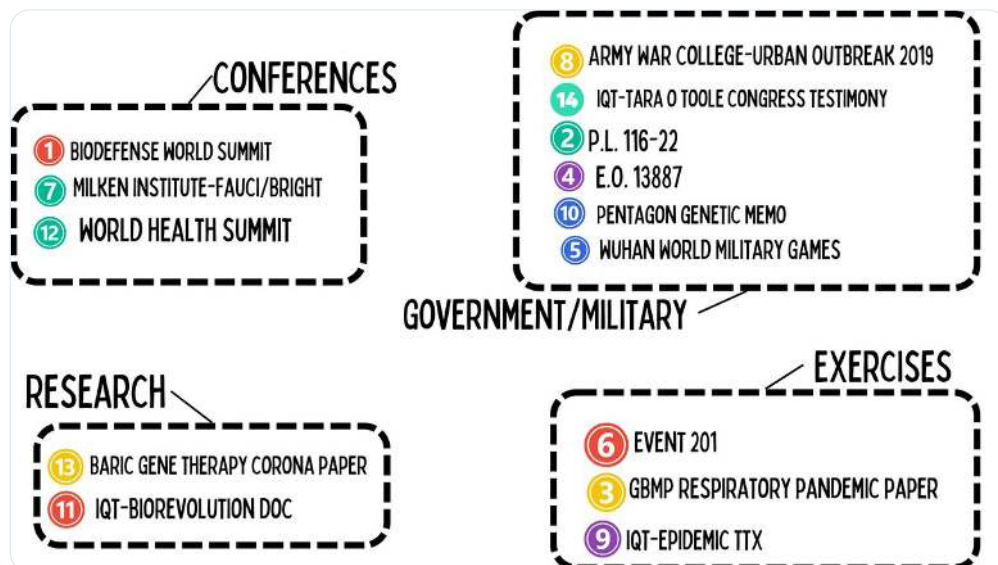 CONFERENCES
1 BIODEFENSE WORLD SUMMIT
7 MILKEN INSTITUTE-FAUCI/BRIGHT
12 WORLD HEALTH SUMMIT
8 ARMY WAR COLLEGE-URBAN OUTBREAK 2019
14 IQT-TARA O TOOLE CONGRESS TESTIMONY
2 P.L. 116-22
4 E.O. 13887
10 PENTAGON GENETIC MEMO
5 WUHAN WORLD MILITARY GAMES
GOVERNMENT/MILITARY
RESEARCH
13 BARIC GENE THERAPY CORONA PAPER
11 IQT-BIOREVOLUTION DOC
EXERCISES
6 EVENT 201
3 GBMP RESPIRATORY PANDEMIC PAPER
9 IQT-EPIDEMIC TTX